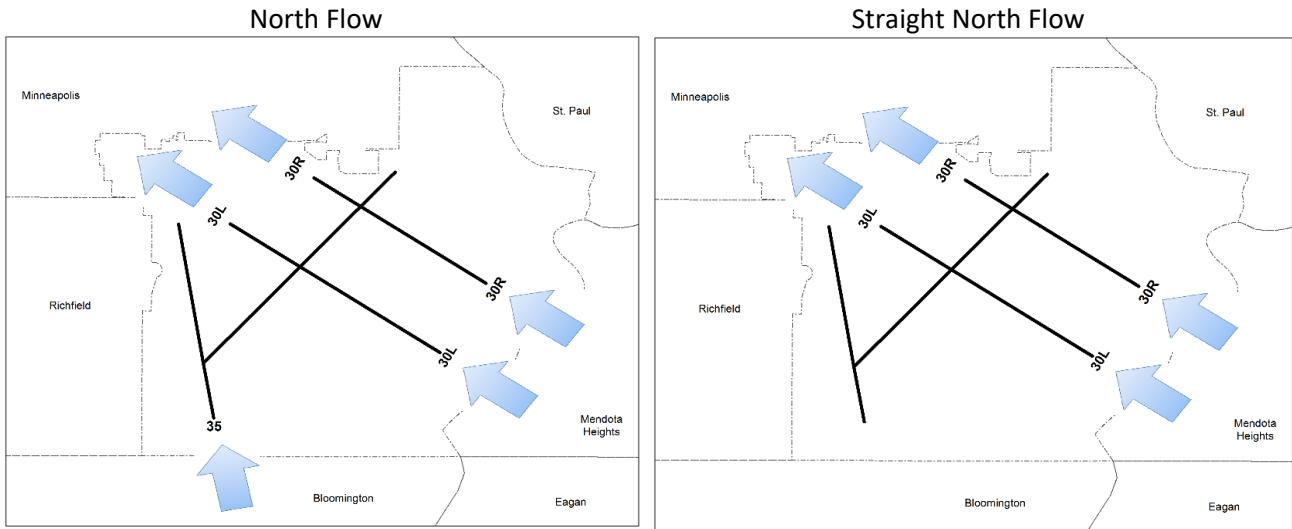 North Flow
Minneapolis
St. Paul
30R
30L
30R
Richfield
30L
35
Mendota
Heights
Bloomington
Eagan
Straight North Flow
Minneapolis
St. Paul
30R
30L
30R
Richfield
30L
Mendota
Heights
Bloomington
Eagan